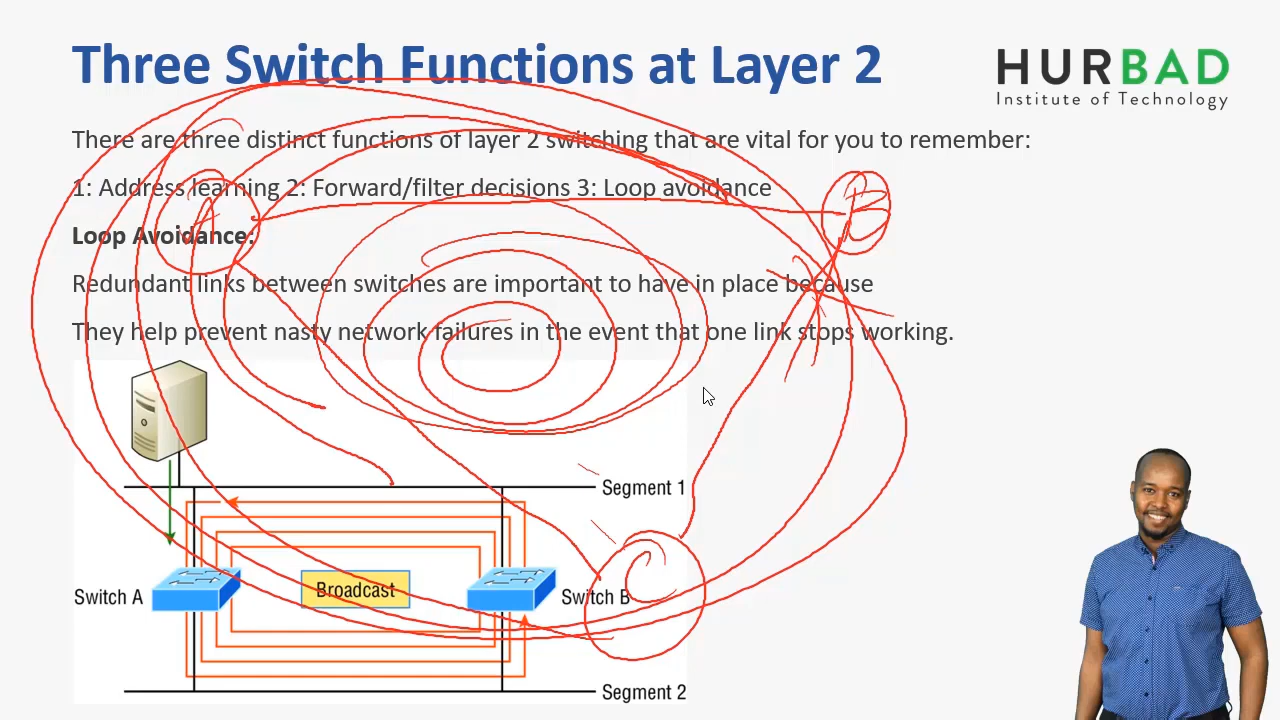 Three Switch Functions at Layer 2
HURBAD
Institute of Technology
There are three distinct functions of layer 2 switching that are vital for you to remember:
1: Address learning 2: Forward/filter decisions 3: Loop avoidance
A
B
Loop Avoidance:
Redundant links between switches are important to have in place because
They help prevent nasty network failures in the event that one link stops working.
Segment 1
Switch A
Broadcast
Switch B
C
Segment 2